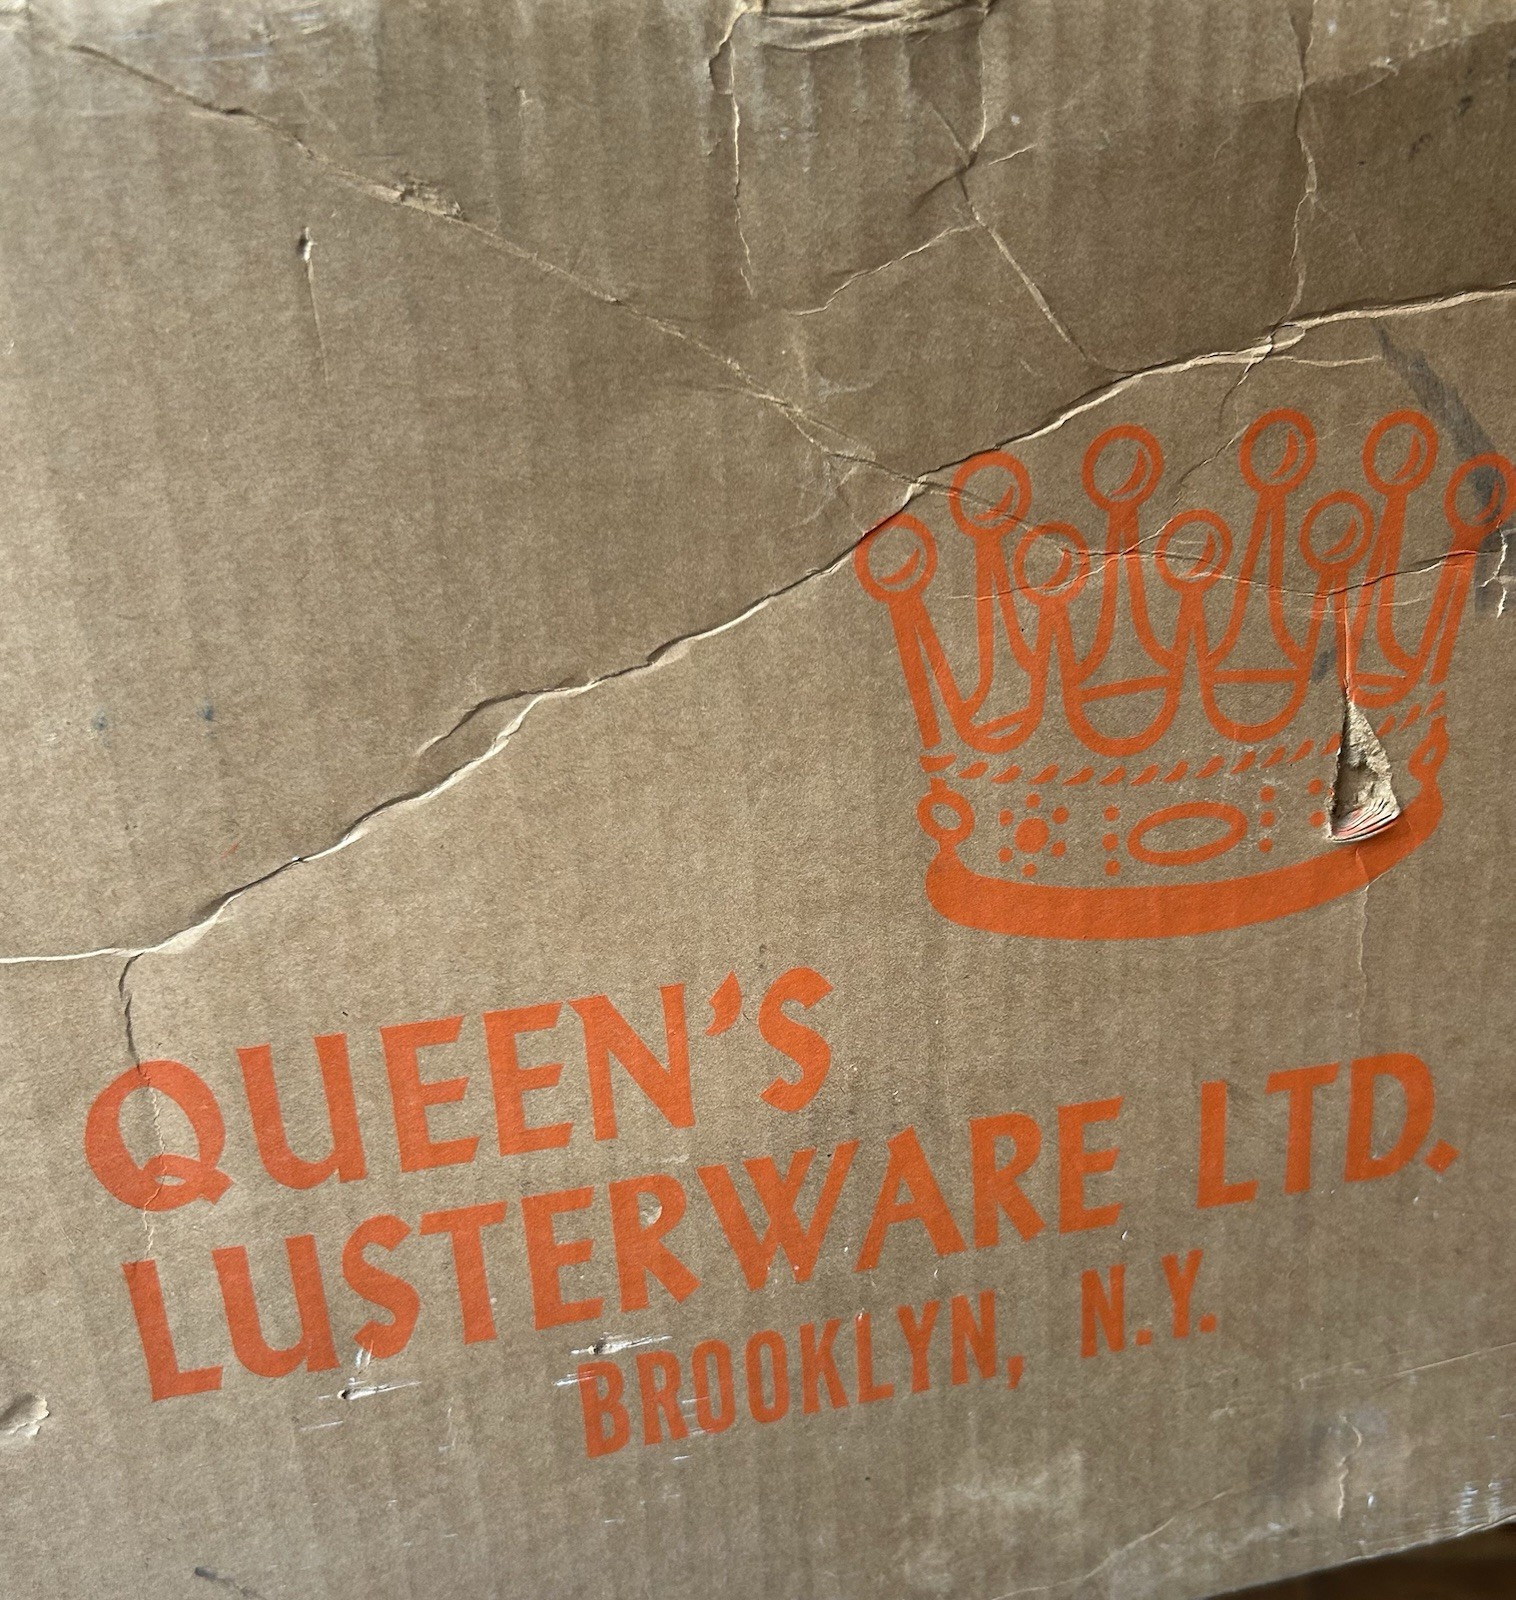 QUEEN'S
LUSTERWARE LTD.
BROOKLYN, N.Y.